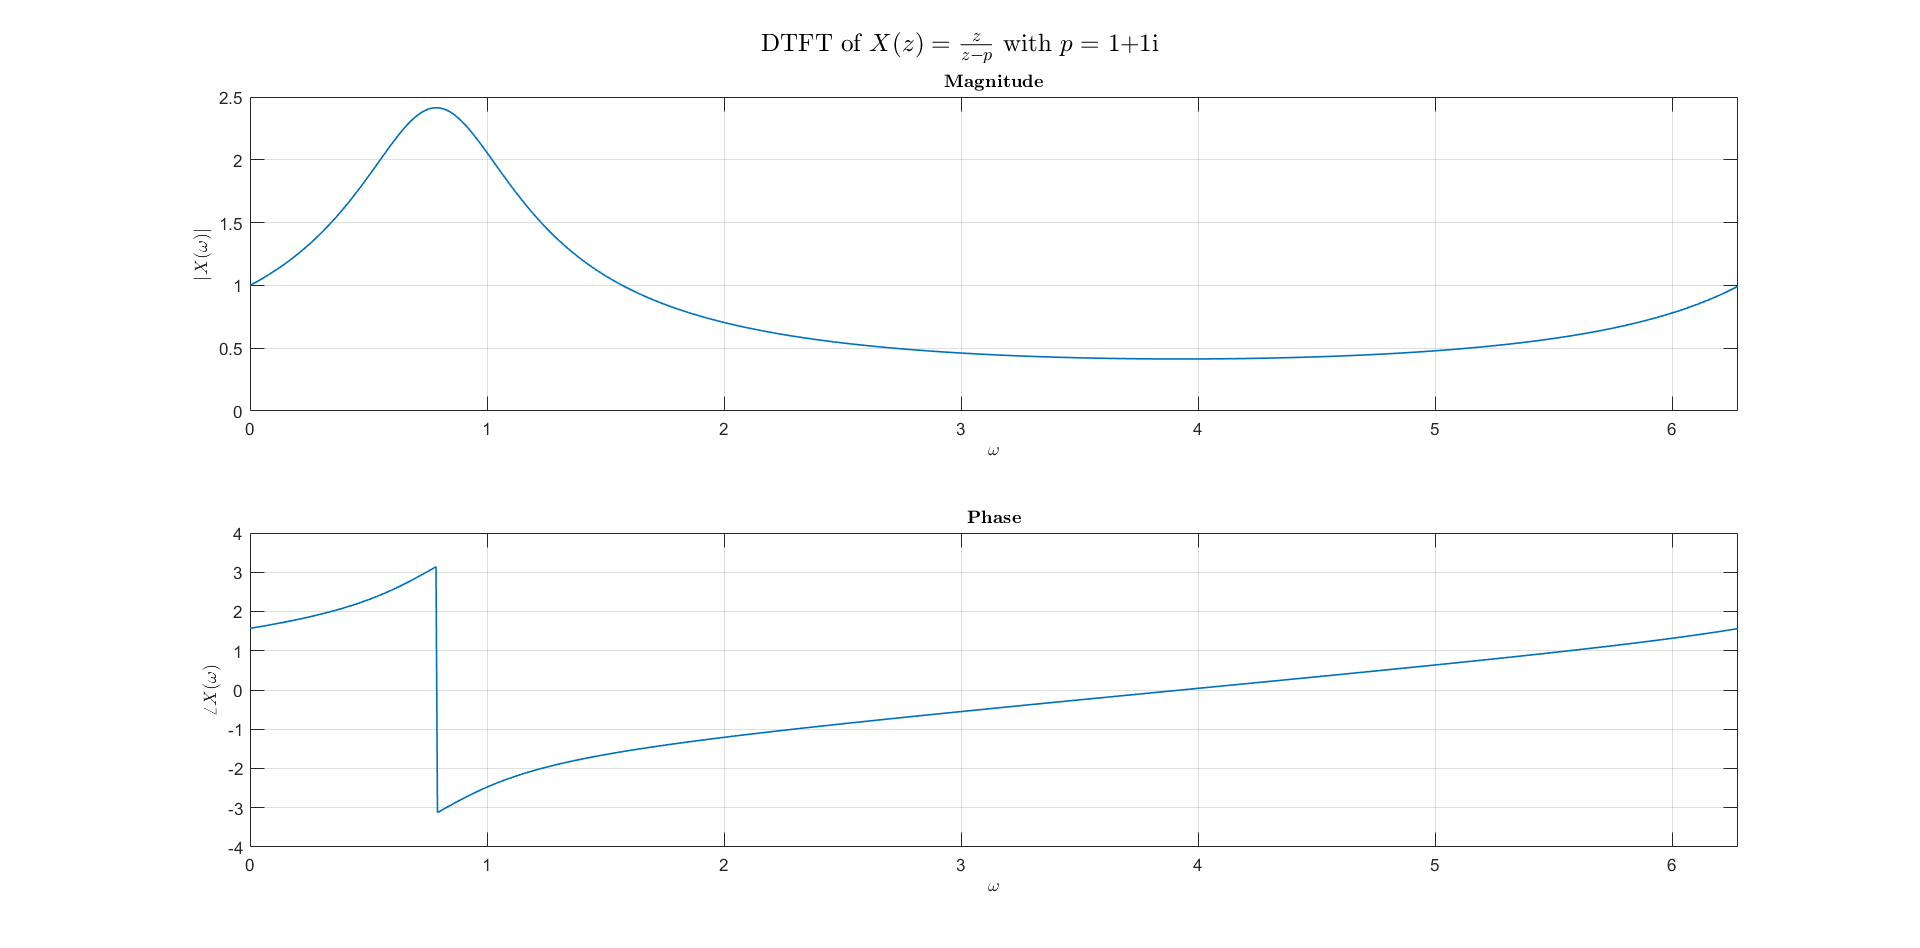 DTFT of X(z) = z/(z−p) with p = 1+1i
Magnitude
2.5
2
1.5
1
0.5
0
|X(ω)|
0 1 2 3 4 5 6
ω
Phase
4
3
2
1
0
-1
-2
-3
-4
∠X(ω)
0 1 2 3 4 5 6
ω